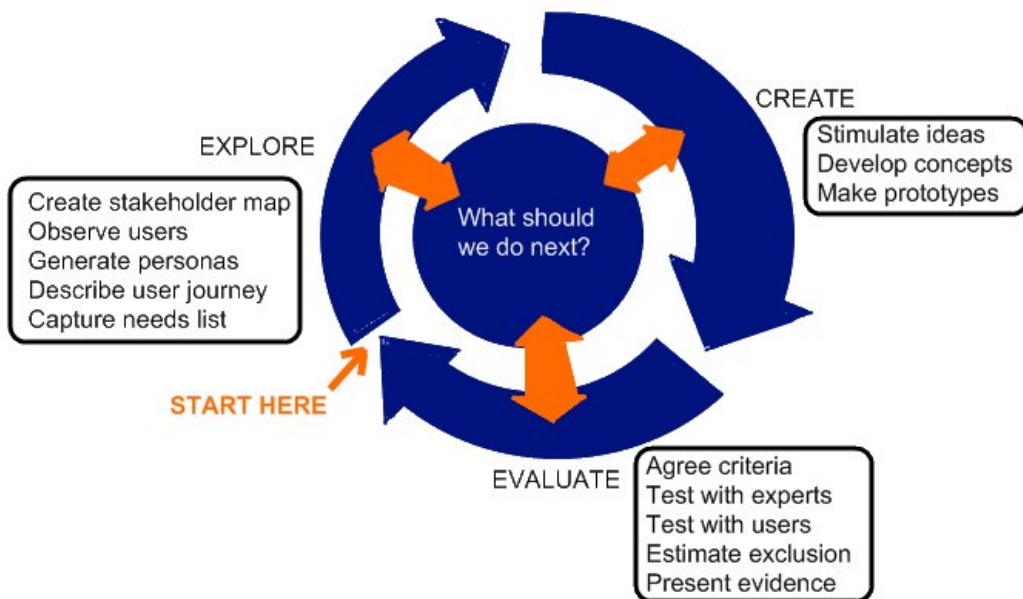 EXPLORE
Create stakeholder map
Observe users
Generate personas
Describe user journey
Capture needs list
START HERE
What should
we do next?
CREATE
Stimulate ideas
Develop concepts
Make prototypes
EVALUATE
Agree criteria
Test with experts
Test with users
Estimate exclusion
Present evidence